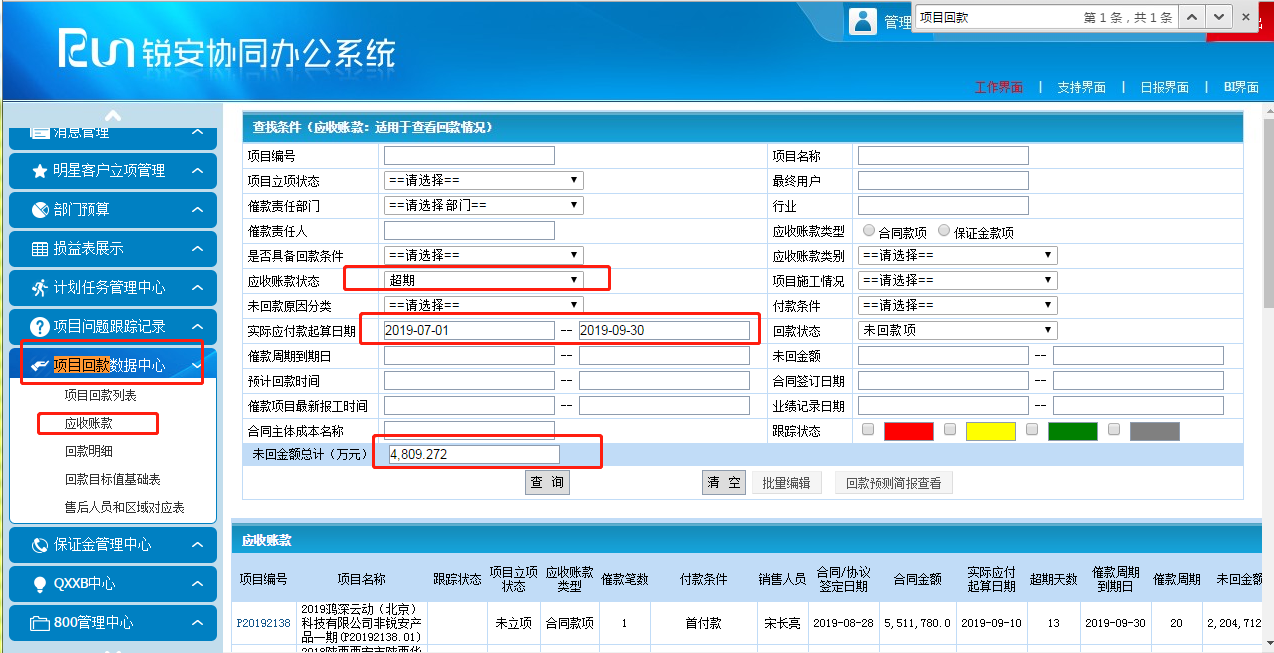 项目回款 第 1 条，共 1 条
Run 锐安协同办公系统
管理
工作界面 | 支持界面 | 日报界面 | BI界面
消息管理
明星客户立项管理
部门预算
损益表展示
计划任务管理中心
项目问题跟踪记录
项目回款数据中心
项目回款列表
应收账款
回款明细
回款目标值基础表
售后人员和区域对应表
保证金管理中心
QXXB中心
800管理中心
查找条件（应收账款：适用于查看回款情况）
项目编号 项目名称
项目立项状态 ==请选择== 最终用户
催款责任部门 ==请选择部门== 行业
催款责任人 应收账款类型 合同款项 保证金款项
是否具备回款条件 ==请选择== 应收账款类别 ==请选择==
应收账款状态 超期 项目施工情况 ==请选择==
未回款原因分类 ==请选择== 付款条件 ==请选择==
实际应付款起算日期 2019-07-01 -- 2019-09-30 回款状态 未回款项
催款周期到期日 -- 未回金额 --
预计回款时间 -- 合同签订日期 --
催款项目最新报工时间 -- 业绩记录日期 --
合同主体成本名称 跟踪状态
未回金额总计（万元） 4,809.272
查 询 清 空 批量编辑 回款预测简报查看
应收账款
项目编号 项目名称 跟踪状态 项目立项状态 应收账款类型 催款笔数 付款条件 销售人员 合同/协议签定日期 合同金额 实际应付起算日期 超期天数 催款周期到期日 催款周期 未回金额
P20192138 2019鸿深云动（北京）科技有限公司非锐安产品一期(P20192138.01) 未立项 合同款项 1 首付款 宋长亮 2019-08-28 5,511,780.0 2019-09-10 13 2019-09-30 20 2,204,712